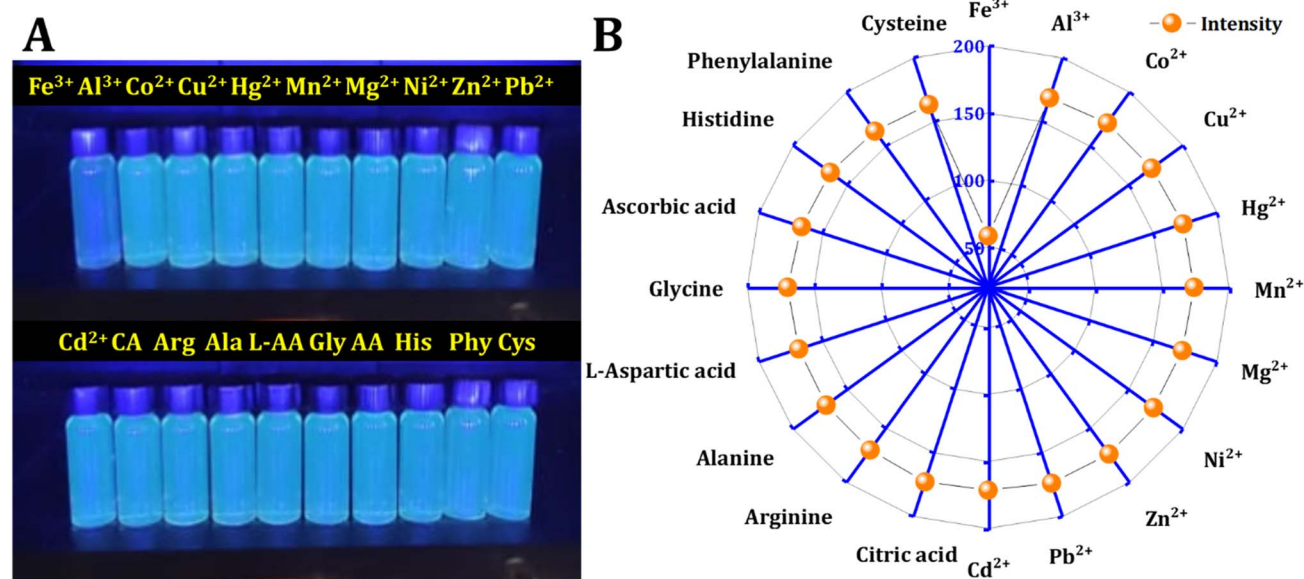 A
Fe³⁺ Al³⁺ Co²⁺ Cu²⁺ Hg²⁺ Mn²⁺ Mg²⁺ Ni²⁺ Zn²⁺ Pb²⁺
Cd²⁺ CA Arg Ala L-AA Gly AA His Phy Cys
B
Intensity
Fe³⁺
Al³⁺
Co²⁺
Cu²⁺
Hg²⁺
Mn²⁺
Mg²⁺
Ni²⁺
Zn²⁺
Pb²⁺
Cd²⁺
Citric acid
Arginine
Alanine
L-Aspartic acid
Glycine
Ascorbic acid
Histidine
Phenylalanine
Cysteine
200
150
100
50